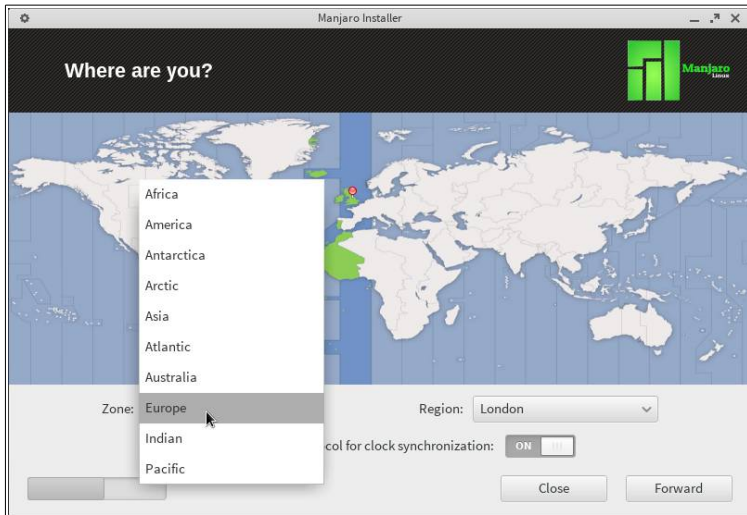 Manjaro Installer
Where are you?
Manjaro
Linux
Africa
America
Antarctica
Arctic
Asia
Atlantic
Australia
Zone: Europe Region: London
Indian
col for clock synchronization: ON
Pacific
Close Forward